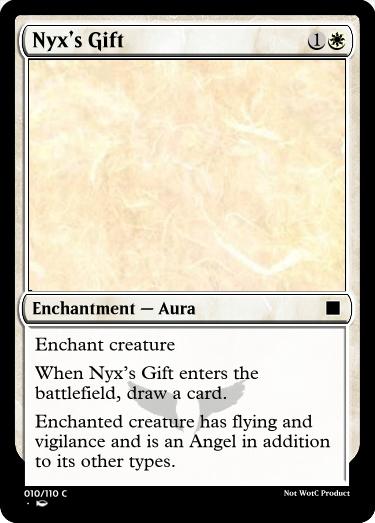 Nyx's Gift 1
Enchantment — Aura
Enchant creature
When Nyx's Gift enters the
battlefield, draw a card.
Enchanted creature has flying and
vigilance and is an Angel in addition
to its other types.
010/110 C
Not WotC Product